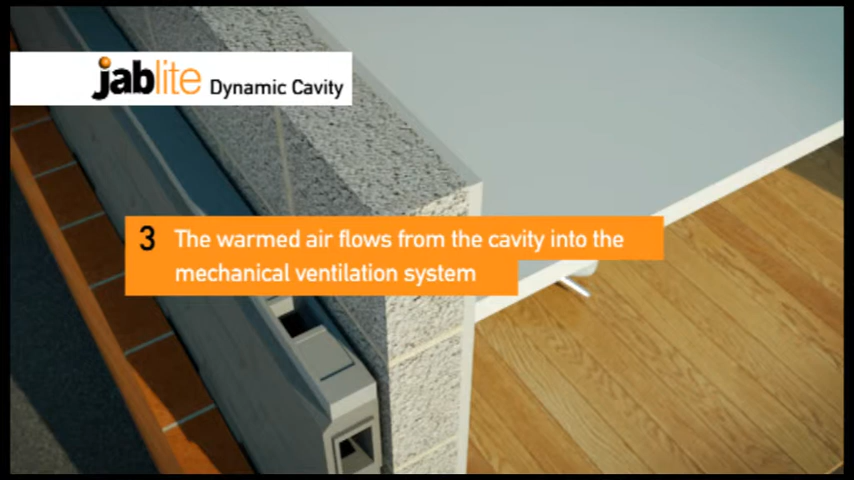 jablite Dynamic Cavity
3 The warmed air flows from the cavity into the
mechanical ventilation system